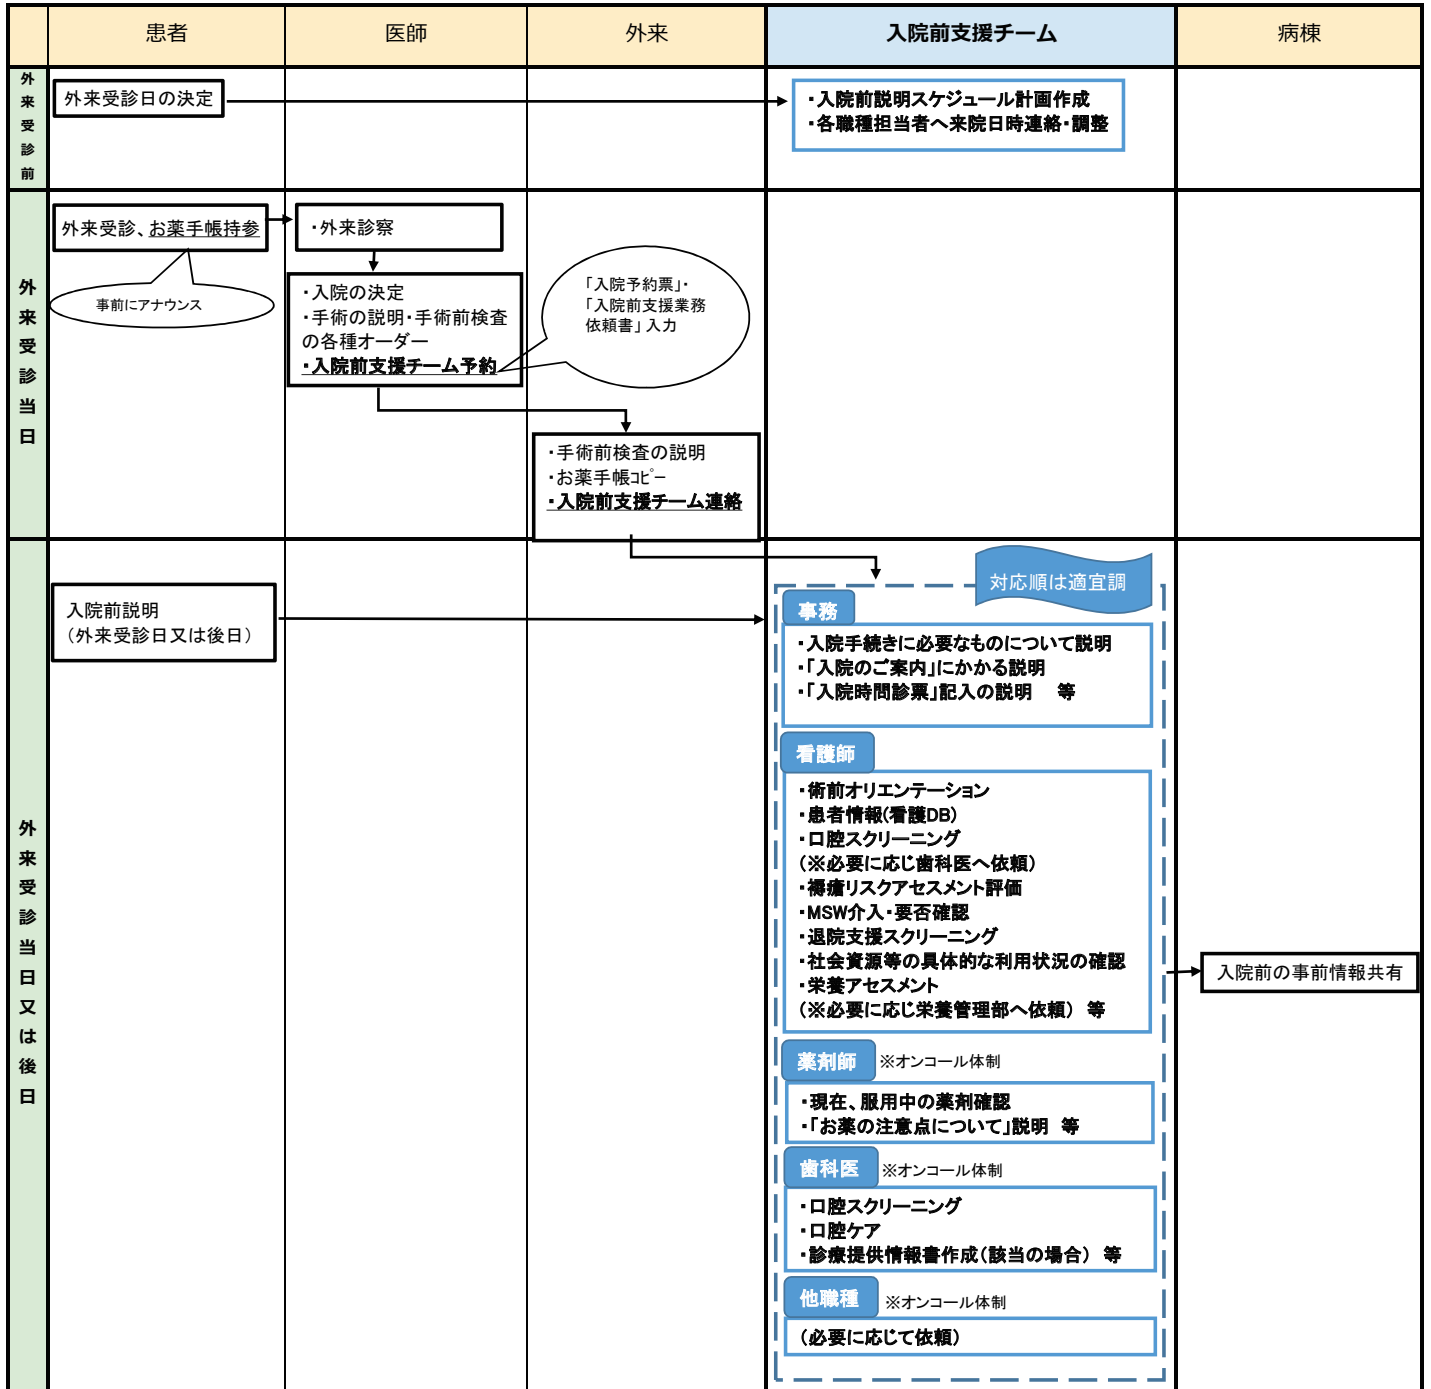 患者
医師
外来
入院前支援チーム
病棟
外来受診前
外来受診日の決定
・入院前説明スケジュール計画作成
・各職種担当者へ来院日時連絡・調整
外来受診当日
外来受診、お薬手帳持参
事前にアナウンス
・外来診察
・入院の決定
・手術の説明・手術前検査
の各種オーダー
・入院前支援チーム予約
「入院予約票」・
「入院前支援業務
依頼書」入力
・手術前検査の説明
・お薬手帳ｺﾋﾟｰ
・入院前支援チーム連絡
外来受診当日又は後日
入院前説明
（外来受診日又は後日）
対応順は適宜調
事務
・入院手続きに必要なものについて説明
・「入院のご案内」にかかる説明
・「入院時問診票」記入の説明　等
看護師
・術前オリエンテーション
・患者情報(看護DB)
・口腔スクリーニング
（※必要に応じ歯科医へ依頼）
・褥瘡リスクアセスメント評価
・MSW介入・要否確認
・退院支援スクリーニング
・社会資源等の具体的な利用状況の確認
・栄養アセスメント
（※必要に応じ栄養管理部へ依頼）　等
入院前の事前情報共有
薬剤師　※オンコール体制
・現在、服用中の薬剤確認
・「お薬の注意点について」説明　等
歯科医　※オンコール体制
・口腔スクリーニング
・口腔ケア
・診療提供情報書作成（該当の場合）　等
他職種　※オンコール体制
（必要に応じて依頼）